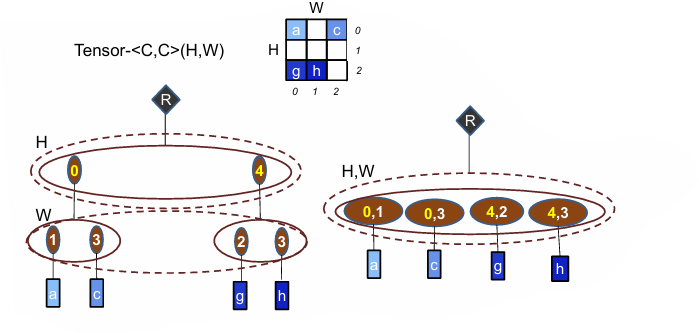 W
Tensor-<C,C>(H,W)
H
a c 0
1
g h 2
0 1 2
R
H
0 4
W
1 3 2 3
a c g h
R
H,W
0,1 0,3 4,2 4,3
a c g h